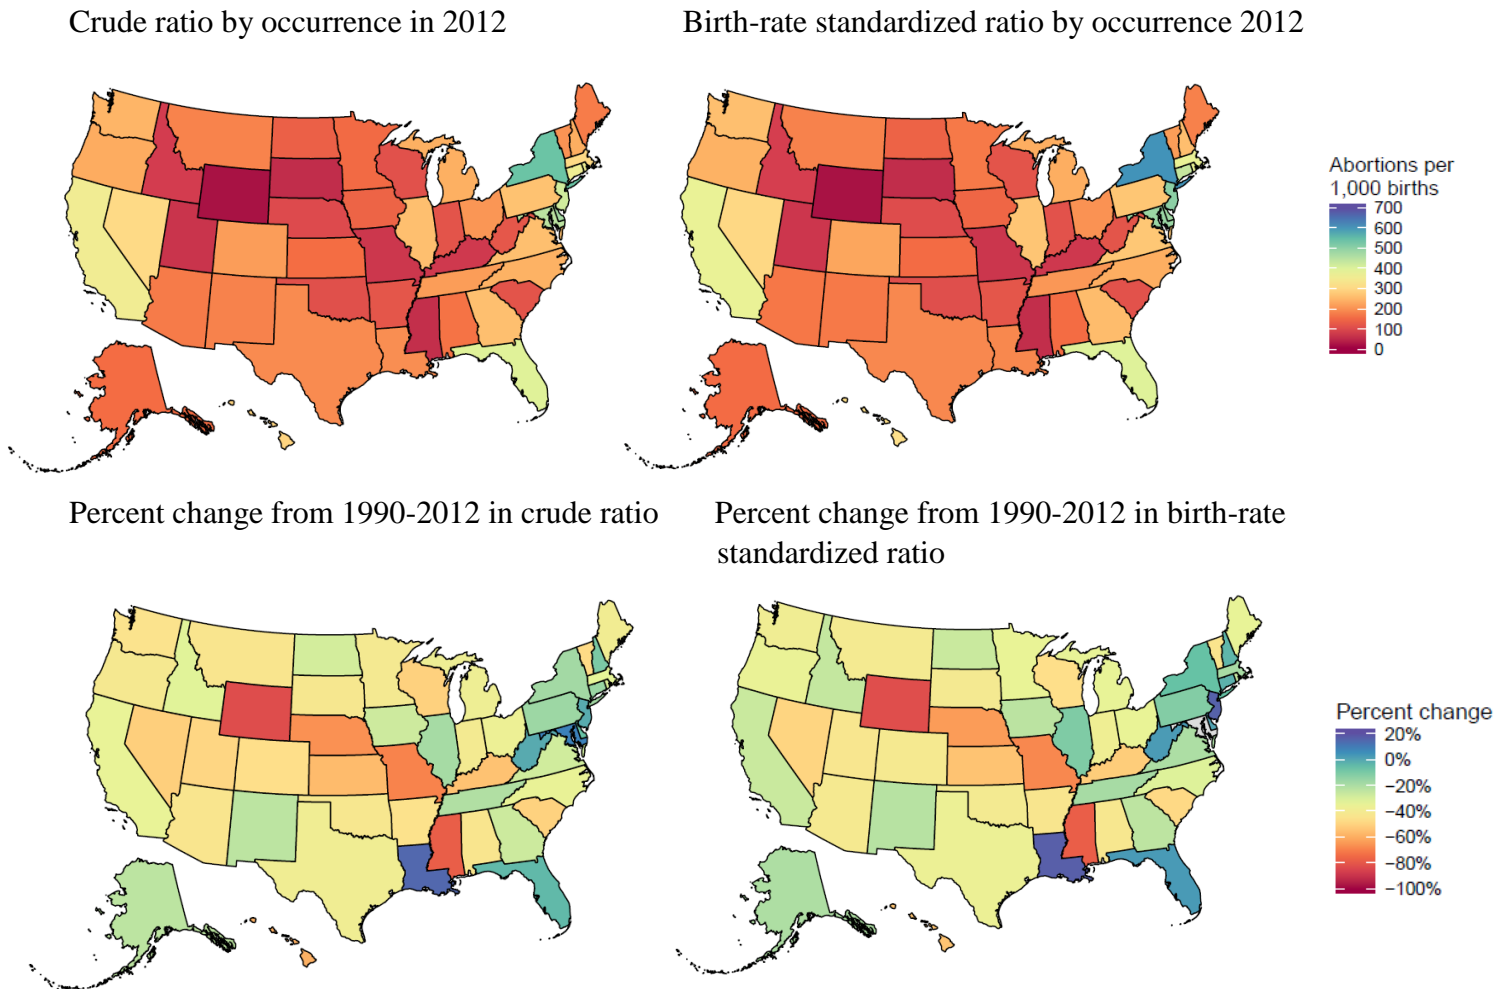 Crude ratio by occurrence in 2012
Birth-rate standardized ratio by occurrence 2012
Abortions per
1,000 births
700
600
500
400
300
200
100
0
Percent change from 1990-2012 in crude ratio
Percent change from 1990-2012 in birth-rate
standardized ratio
Percent change
20%
0%
−20%
−40%
−60%
−80%
−100%